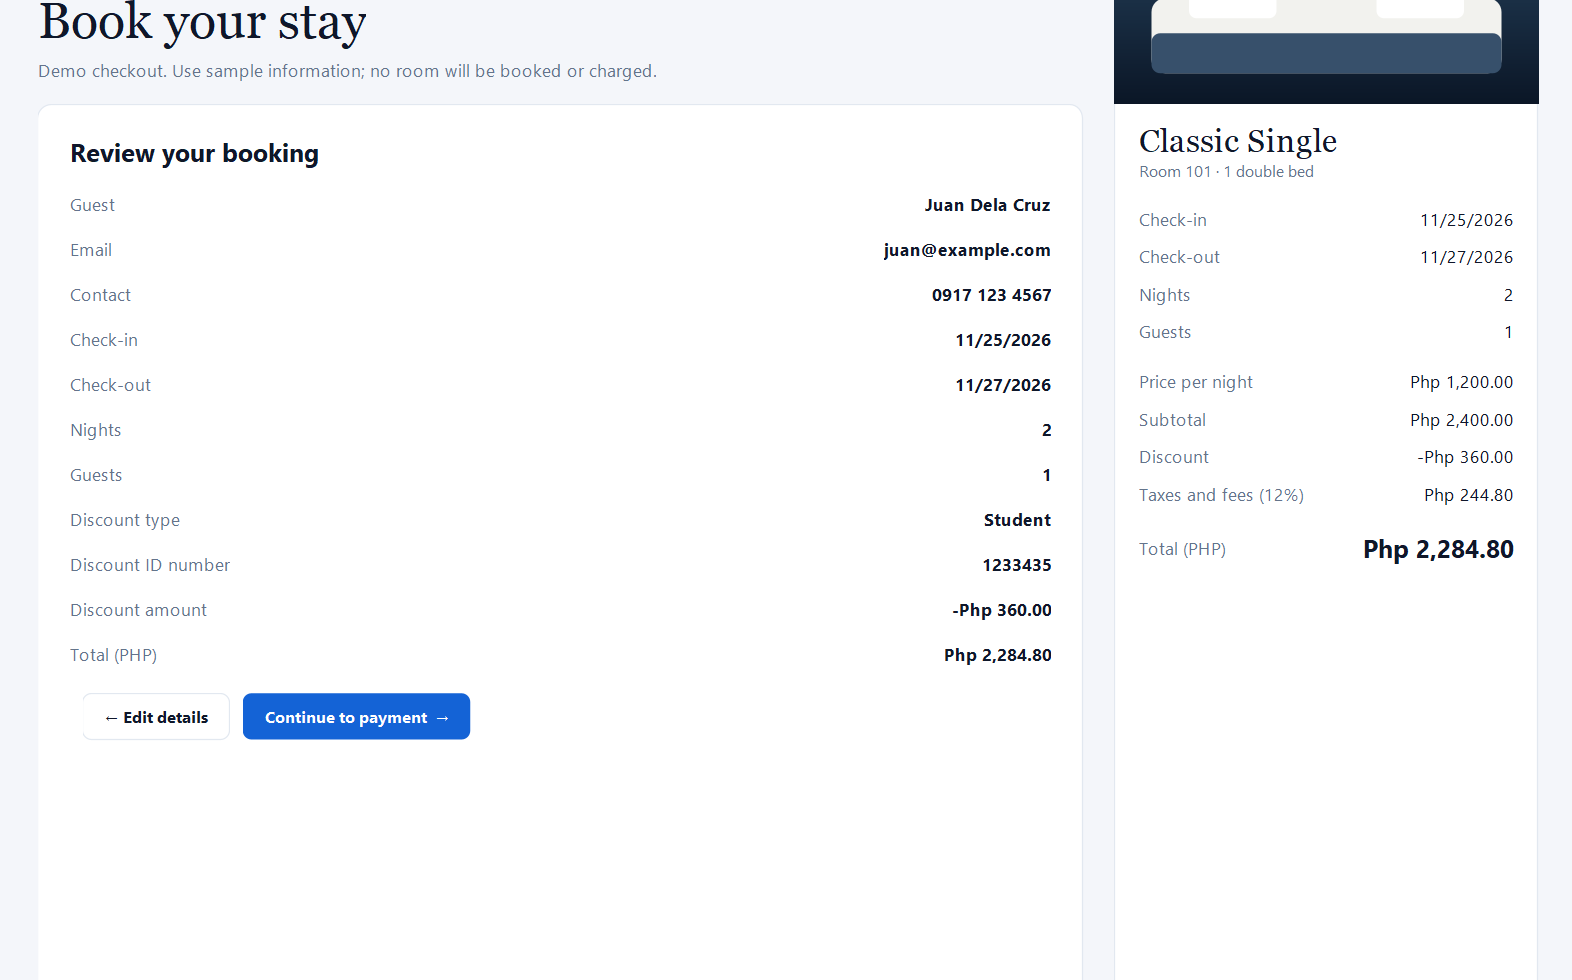 Book your stay
Demo checkout. Use sample information; no room will be booked or charged.
Review your booking
Guest Juan Dela Cruz
Email juan@example.com
Contact 0917 123 4567
Check-in 11/25/2026
Check-out 11/27/2026
Nights 2
Guests 1
Discount type Student
Discount ID number 1233435
Discount amount -Php 360.00
Total (PHP) Php 2,284.80
← Edit details
Continue to payment →
Classic Single
Room 101 · 1 double bed
Check-in 11/25/2026
Check-out 11/27/2026
Nights 2
Guests 1
Price per night Php 1,200.00
Subtotal Php 2,400.00
Discount -Php 360.00
Taxes and fees (12%) Php 244.80
Total (PHP) Php 2,284.80